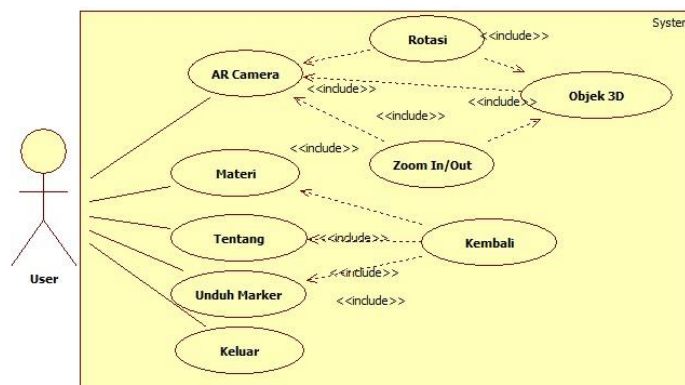 System
Rotasi
<<include>>
AR Camera
<<include>>
<<include>>
Objek 3D
<<include>>
<<include>>
Zoom In/Out
Materi
Tentang
<<include>>
Kembali
<<include>>
Unduh Marker
<<include>>
Keluar
User